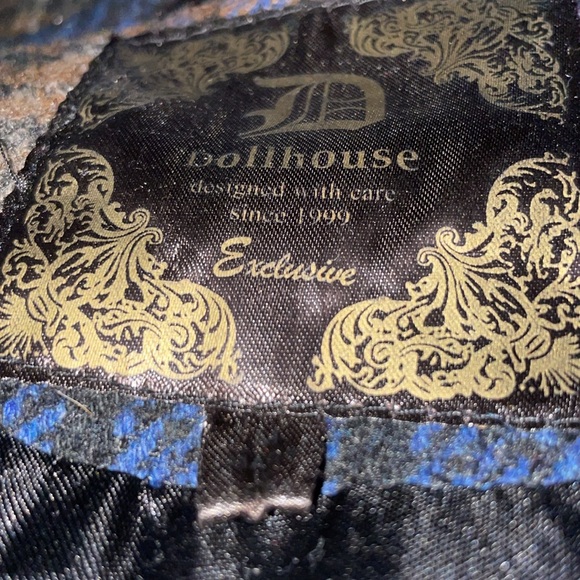 D
Dollhouse
designed with care
since 1999
Exclusive